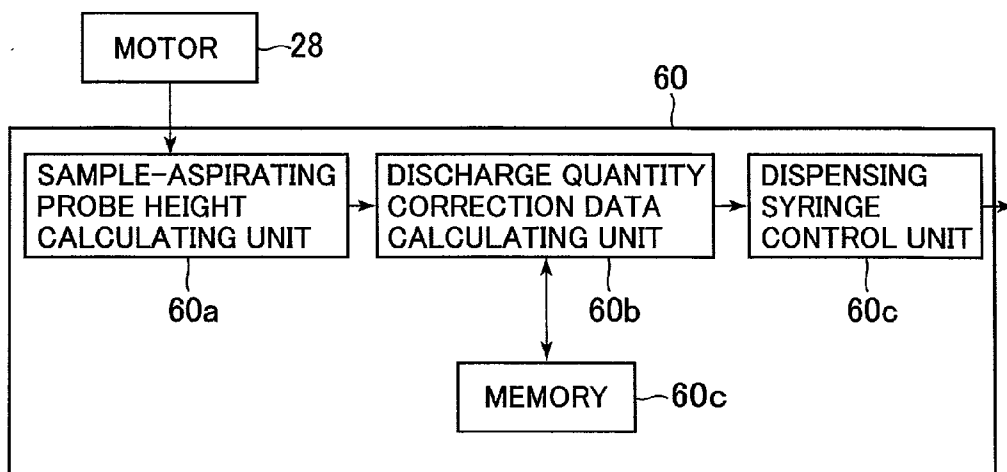 MOTOR
28
60
SAMPLE-ASPIRATING
PROBE HEIGHT
CALCULATING UNIT
DISCHARGE QUANTITY
CORRECTION DATA
CALCULATING UNIT
DISPENSING
SYRINGE
CONTROL UNIT
60a
60b
60c
MEMORY
60c